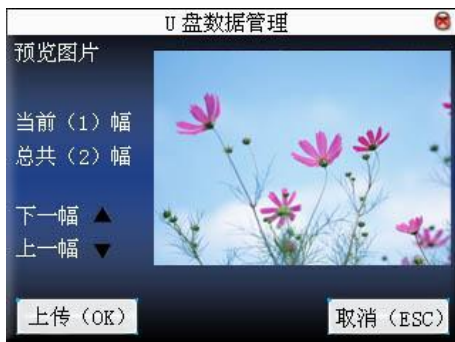 U 盘数据管理
预览图片
当前（1）幅
总共（2）幅
下一幅 ▲
上一幅 ▼
上传（OK）
取消（ESC）